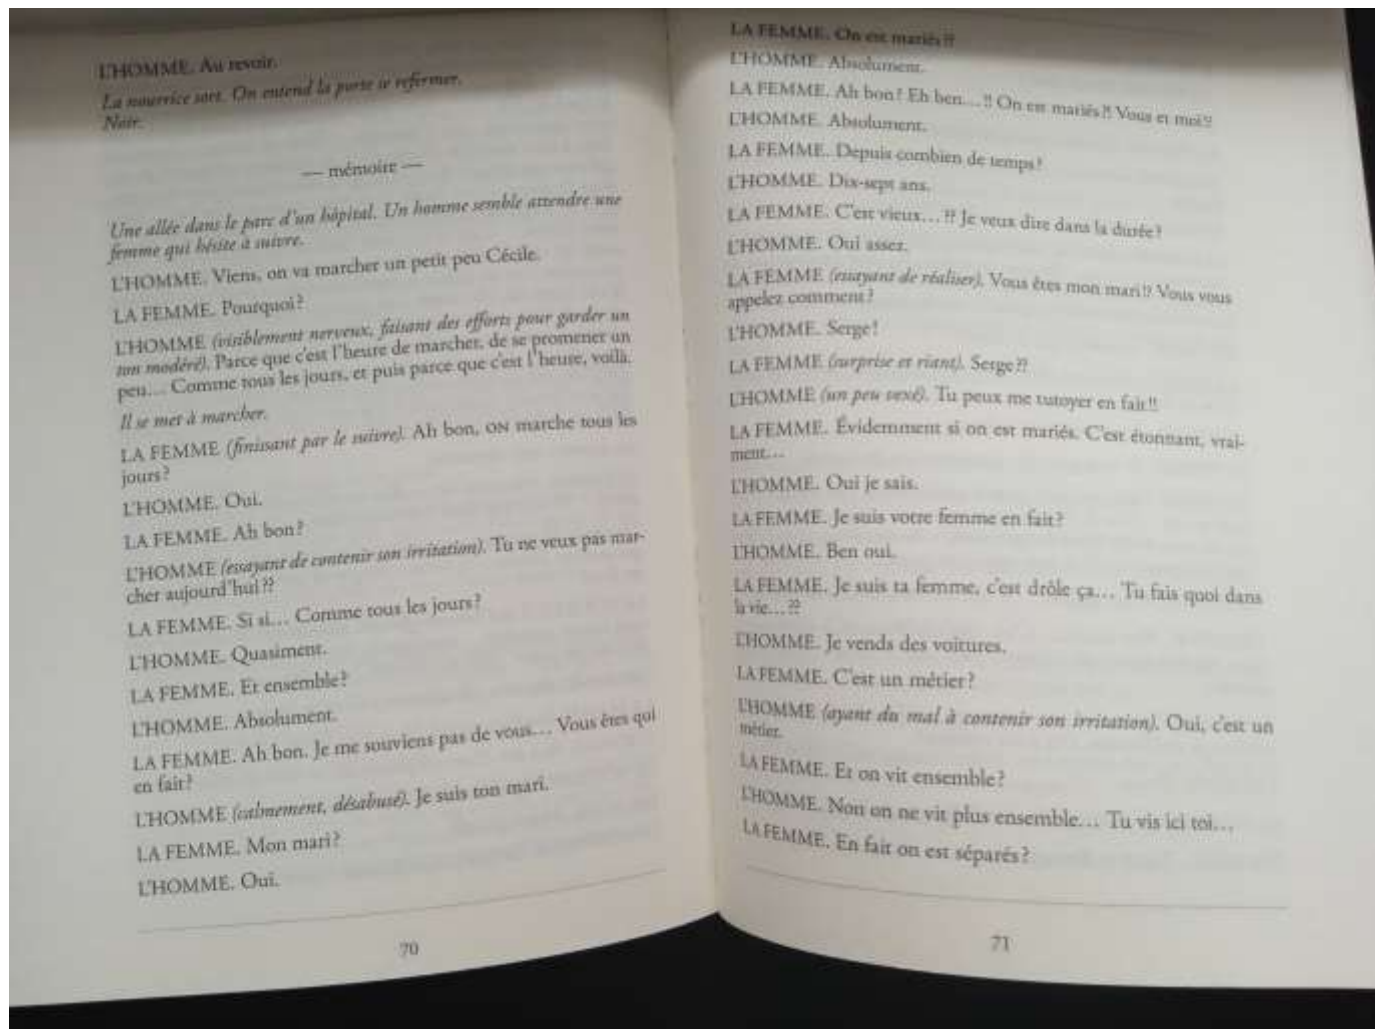 L'HOMME. Au revoir.
La nourrice sort. On entend la porte se refermer.
Noir.
— mémoire —
Une allée dans le parc d'un hôpital. Un homme semble attendre une
femme qui hésite à suivre.
L'HOMME. Viens, on va marcher un petit peu Cécile.
LA FEMME. Pourquoi ?
L'HOMME (visiblement nerveux, faisant des efforts pour garder un
ton modéré). Parce que c'est l'heure de marcher, de se promener un
peu… Comme tous les jours, et puis parce que c'est l'heure, voilà.
Il se met à marcher.
LA FEMME (finissant par le suivre). Ah bon, ON marche tous les
jours ?
L'HOMME. Oui.
LA FEMME. Ah bon ?
L'HOMME (essayant de contenir son irritation). Tu ne veux pas mar-
cher aujourd'hui ??
LA FEMME. Si si… Comme tous les jours ?
L'HOMME. Quasiment.
LA FEMME. Et ensemble ?
L'HOMME. Absolument.
LA FEMME. Ah bon. Je me souviens pas de vous… Vous êtes qui
en fait ?
L'HOMME (calmement, désabusé). Je suis ton mari.
LA FEMME. Mon mari ?
L'HOMME. Oui.
70
LA FEMME. On est mariés ?!
L'HOMME. Absolument.
LA FEMME. Ah bon ? Eh ben… !! On est mariés ?! Vous et moi ?!
L'HOMME. Absolument.
LA FEMME. Depuis combien de temps ?
L'HOMME. Dix-sept ans.
LA FEMME. C'est vieux… ?? Je veux dire dans la durée ?
L'HOMME. Oui assez.
LA FEMME (essayant de réaliser). Vous êtes mon mari !? Vous vous
appelez comment ?
L'HOMME. Serge !
LA FEMME (surprise et riant). Serge ??
L'HOMME (un peu vexé). Tu peux me tutoyer en fait !!
LA FEMME. Évidemment si on est mariés. C'est étonnant, vrai-
ment…
L'HOMME. Oui je sais.
LA FEMME. Je suis votre femme en fait ?
L'HOMME. Ben oui.
LA FEMME. Je suis ta femme, c'est drôle ça… Tu fais quoi dans
la vie… ??
L'HOMME. Je vends des voitures.
LA FEMME. C'est un métier ?
L'HOMME (ayant du mal à contenir son irritation). Oui, c'est un
métier.
LA FEMME. Et on vit ensemble ?
L'HOMME. Non on ne vit plus ensemble… Tu vis ici toi…
LA FEMME. En fait on est séparés ?
71